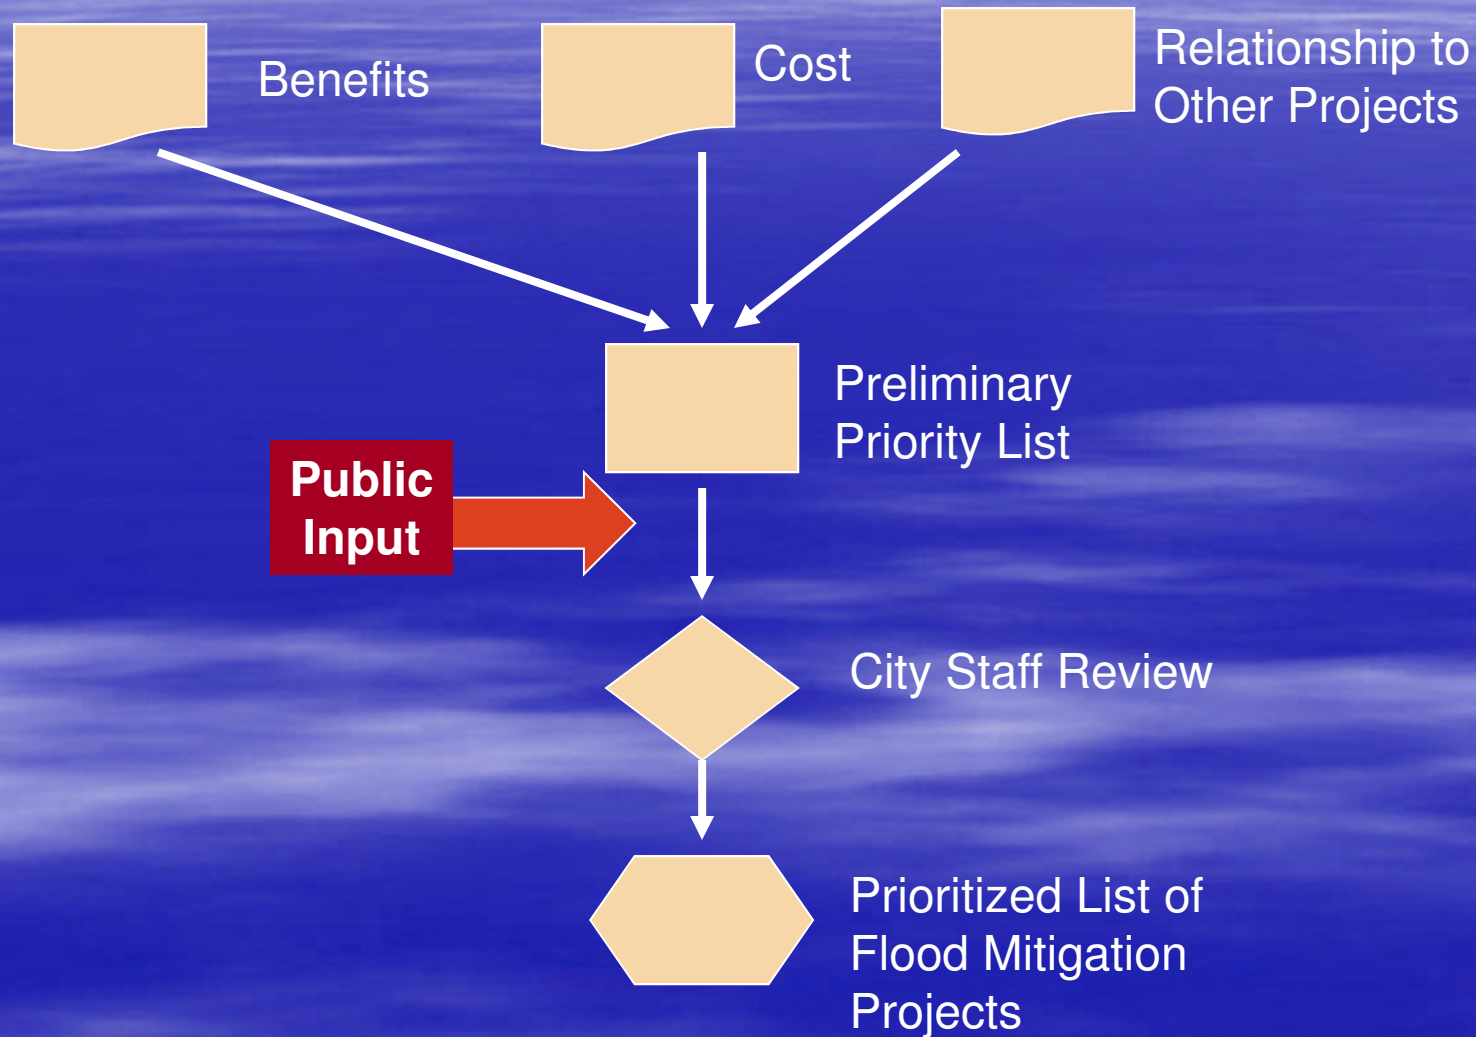 Benefits
Cost
Relationship to
Other Projects
Preliminary
Priority List
Public
Input
City Staff Review
Prioritized List of
Flood Mitigation
Projects